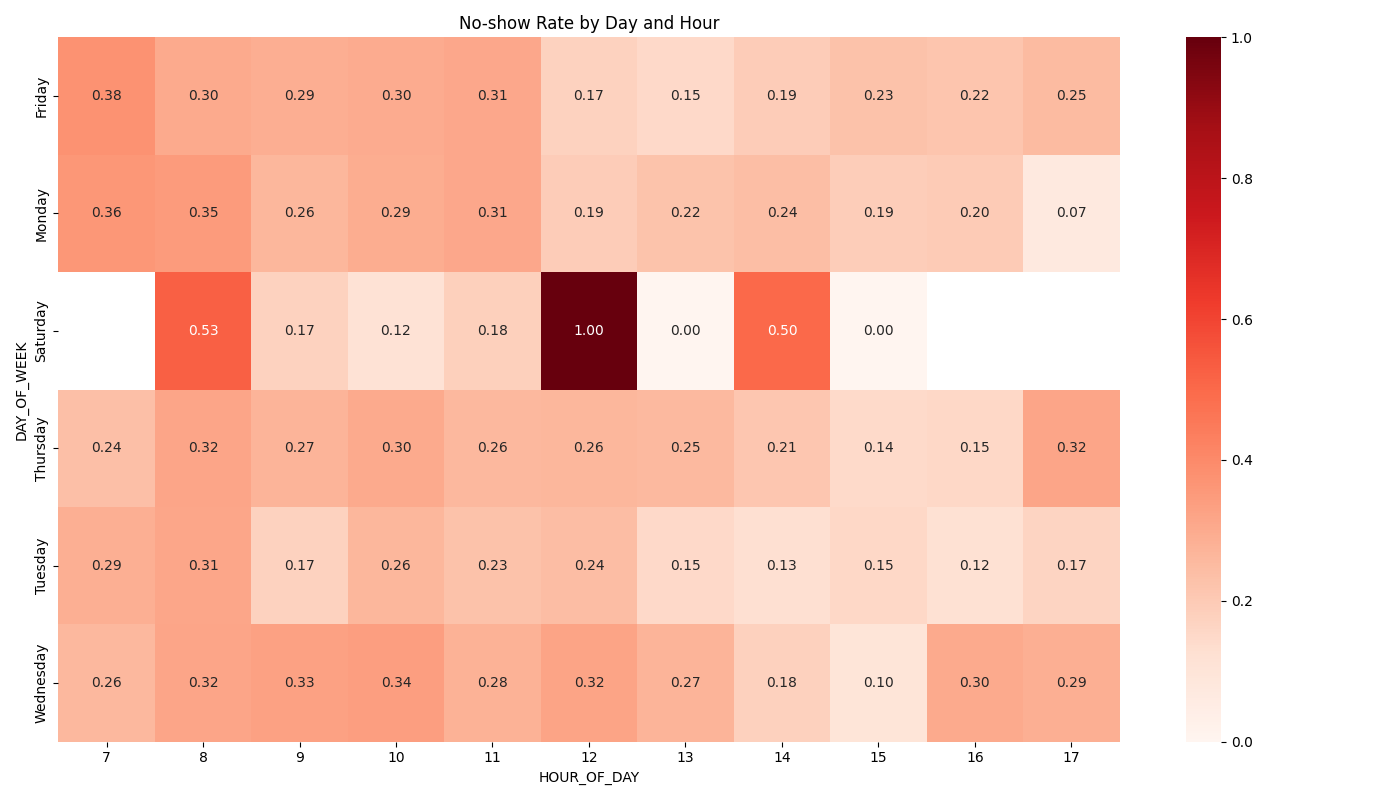 No-show Rate by Day and Hour
DAY_OF_WEEK
Friday 0.38 0.30 0.29 0.30 0.31 0.17 0.15 0.19 0.23 0.22 0.25
Monday 0.36 0.35 0.26 0.29 0.31 0.19 0.22 0.24 0.19 0.20 0.07
Saturday 0.53 0.17 0.12 0.18 1.00 0.00 0.50 0.00
Thursday 0.24 0.32 0.27 0.30 0.26 0.26 0.25 0.21 0.14 0.15 0.32
Tuesday 0.29 0.31 0.17 0.26 0.23 0.24 0.15 0.13 0.15 0.12 0.17
Wednesday 0.26 0.32 0.33 0.34 0.28 0.32 0.27 0.18 0.10 0.30 0.29
7 8 9 10 11 12 13 14 15 16 17
HOUR_OF_DAY
1.0
0.8
0.6
0.4
0.2
0.0